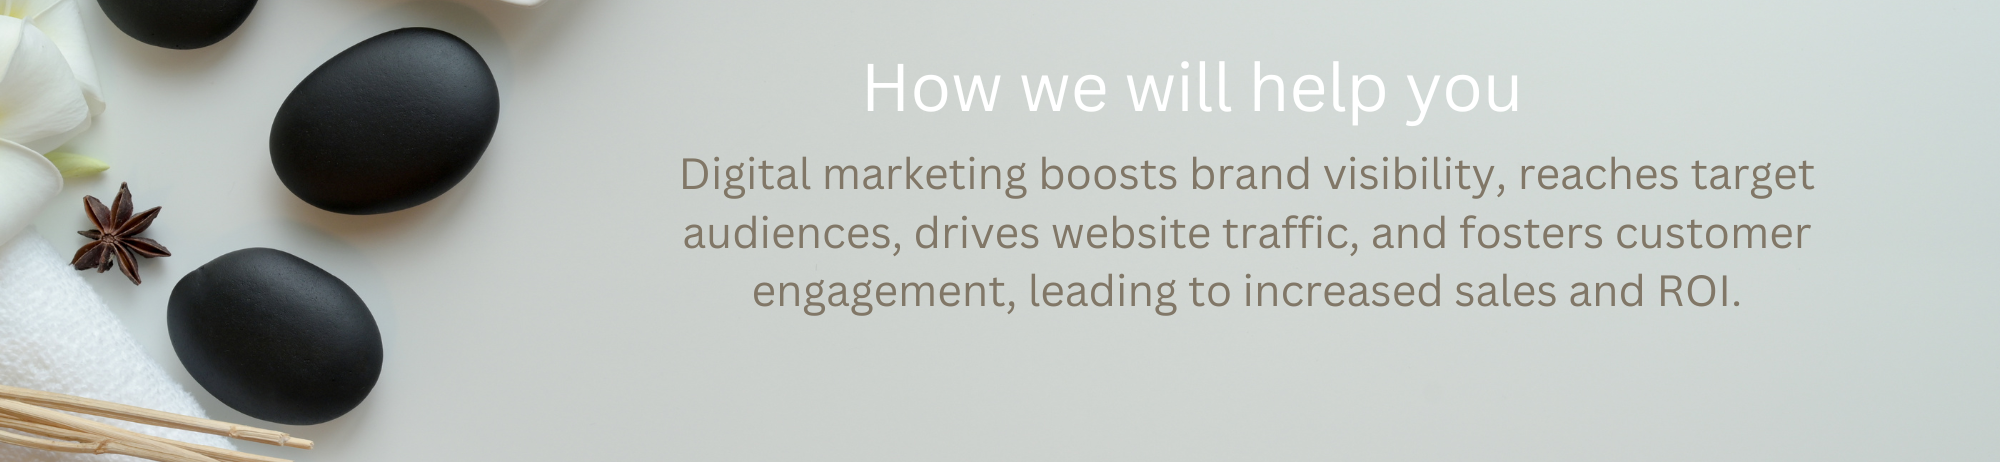 How we will help you
Digital marketing boosts brand visibility, reaches target
audiences, drives website traffic, and fosters customer
engagement, leading to increased sales and ROI.